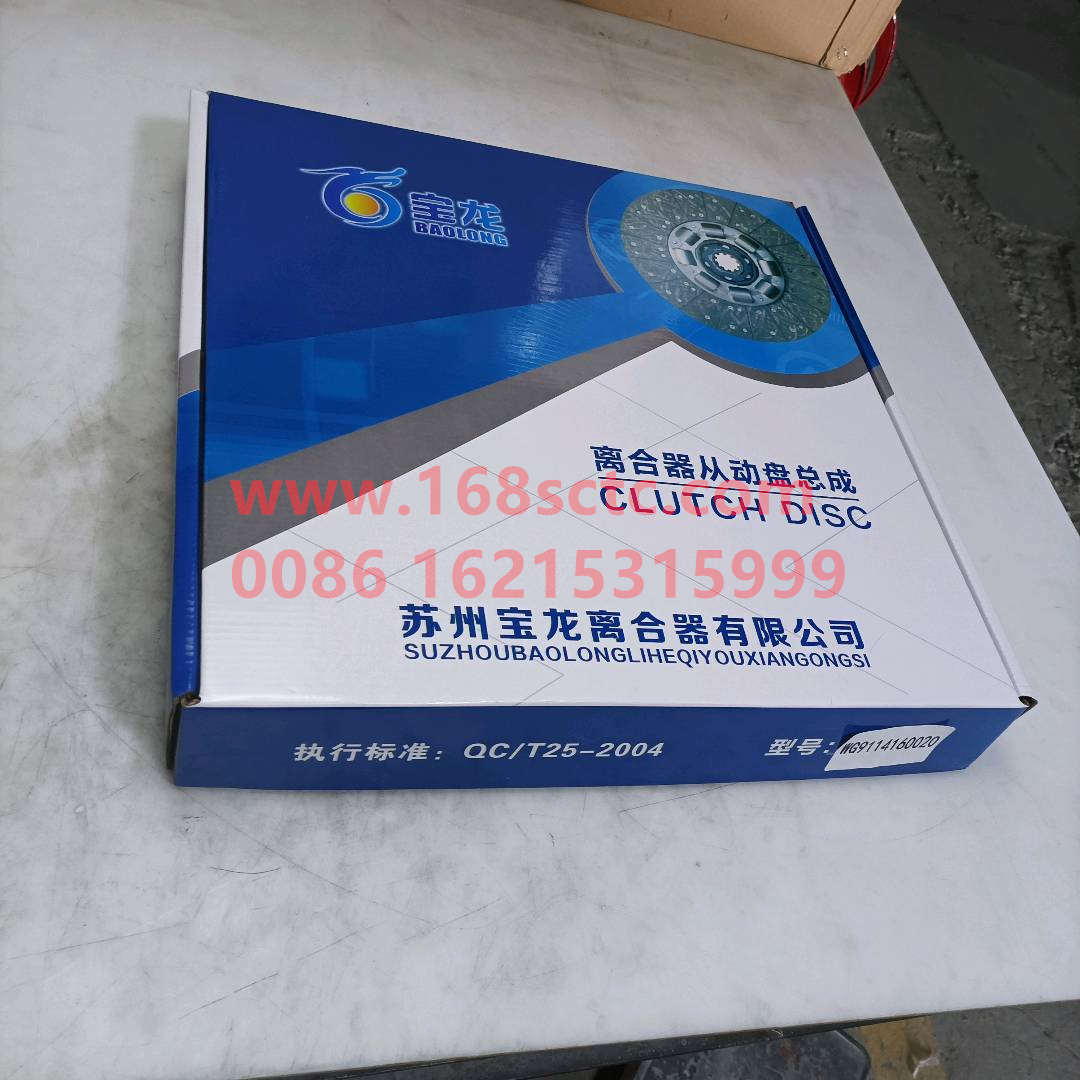 宝龙
BAOLONG
离合器从动盘总成
www.168sctc.com
CLUTCH DISC
0086 16215315999
苏州宝龙离合器有限公司
SUZHOUBAOLONGLIHEQIYOUXIANGONGSI
执行标准：QC/T25-2004
型号：WG9114160020